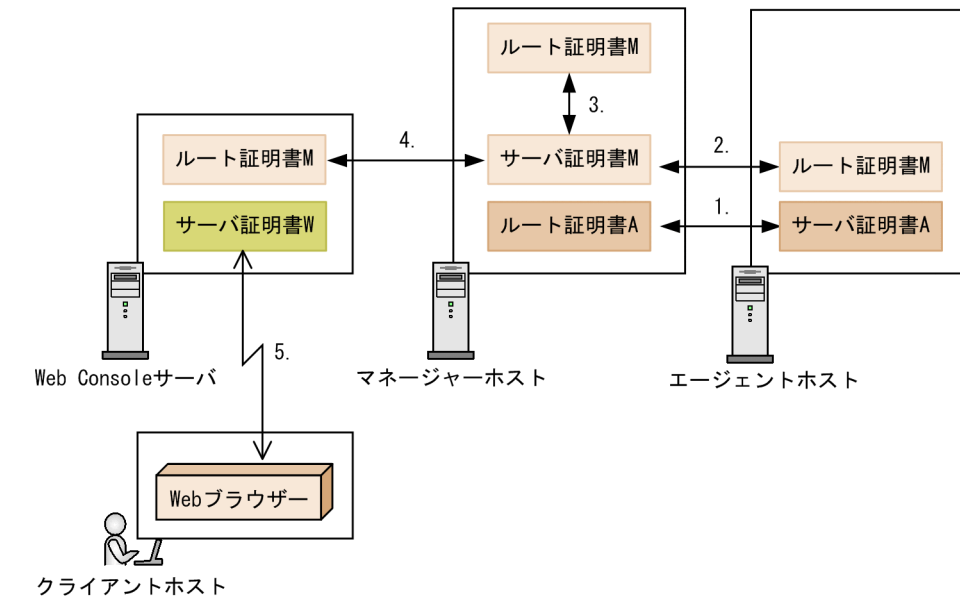 ルート証明書M
3.
ルート証明書M
4.
サーバ証明書M
2.
ルート証明書M
サーバ証明書W
ルート証明書A
1.
サーバ証明書A
5.
Web Consoleサーバ
マネージャーホスト
エージェントホスト
Webブラウザー
クライアントホスト